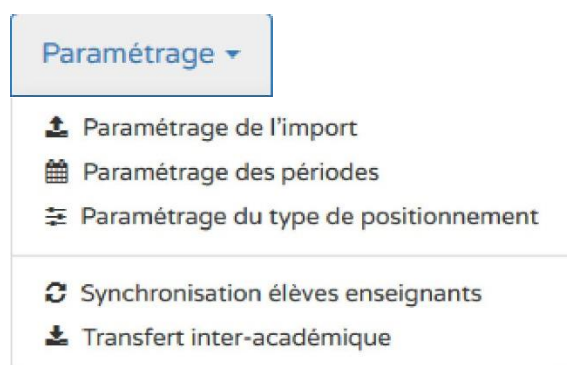 Paramétrage
Paramétrage de l'import
Paramétrage des périodes
Paramétrage du type de positionnement
Synchronisation élèves enseignants
Transfert inter-académique